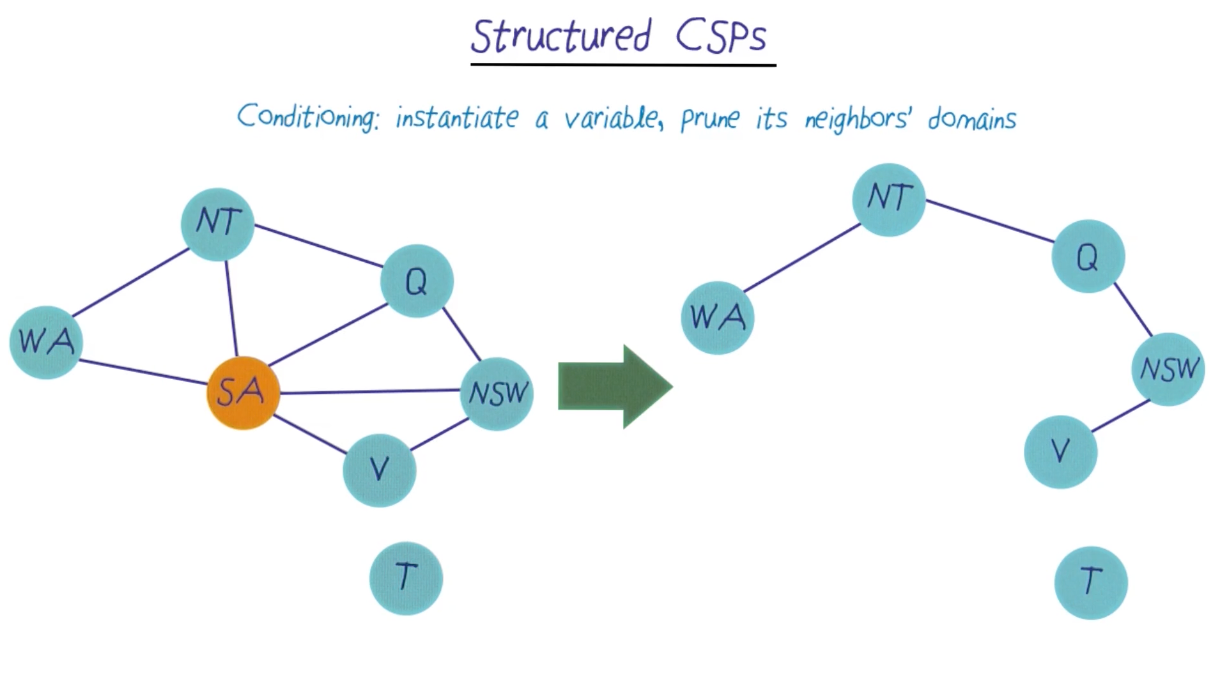 Structured CSPs
Conditioning: instantiate a variable, prune its neighbors' domains
NT
Q
WA
SA
NSW
V
T
NT
Q
WA
NSW
V
T